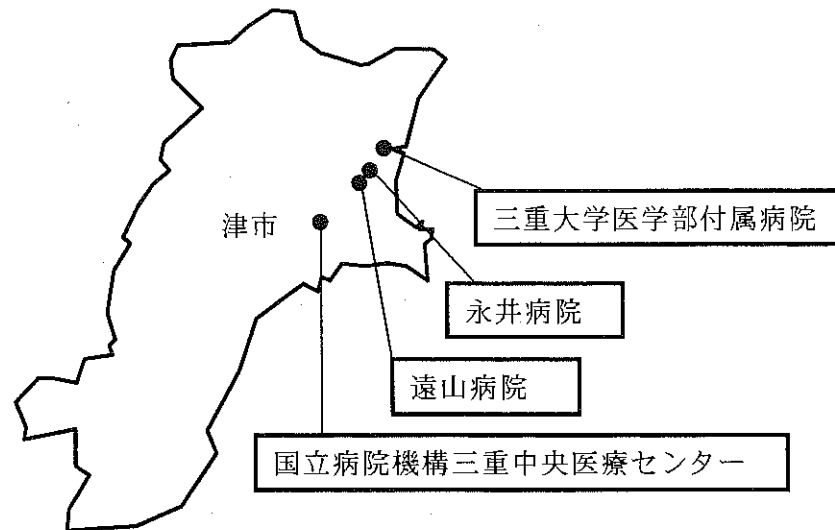 津市
三重大学医学部付属病院
永井病院
遠山病院
国立病院機構三重中央医療センター